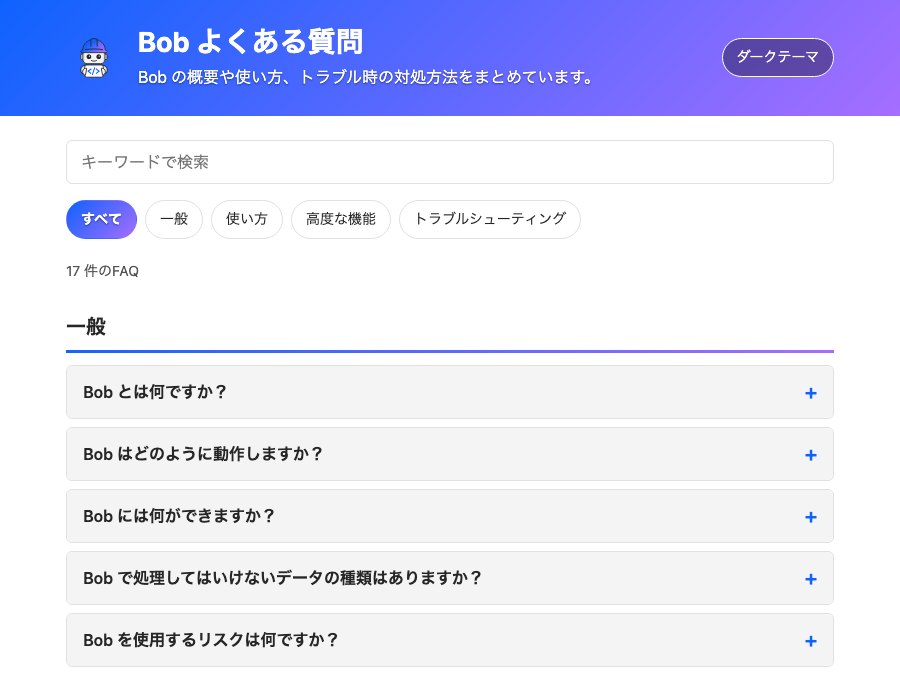 Bob よくある質問
Bob の概要や使い方、トラブル時の対処方法をまとめています。
ダークテーマ
</>
キーワードで検索
すべて
一般
使い方
高度な機能
トラブルシューティング
17 件のFAQ
一般
Bob とは何ですか？
Bob はどのように動作しますか？
Bob には何ができますか？
Bob で処理してはいけないデータの種類はありますか？
Bob を使用するリスクは何ですか？